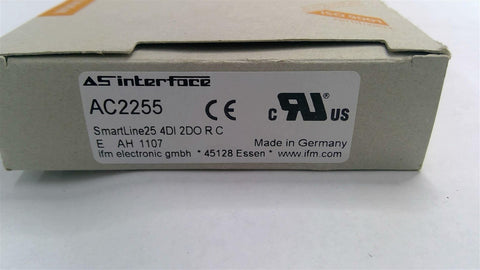 AS interface
AC2255
CE
c RU US
SmartLine25 4DI 2DO R C
E AH 1107 Made in Germany
ifm electronic gmbh * 45128 Essen * www.ifm.com